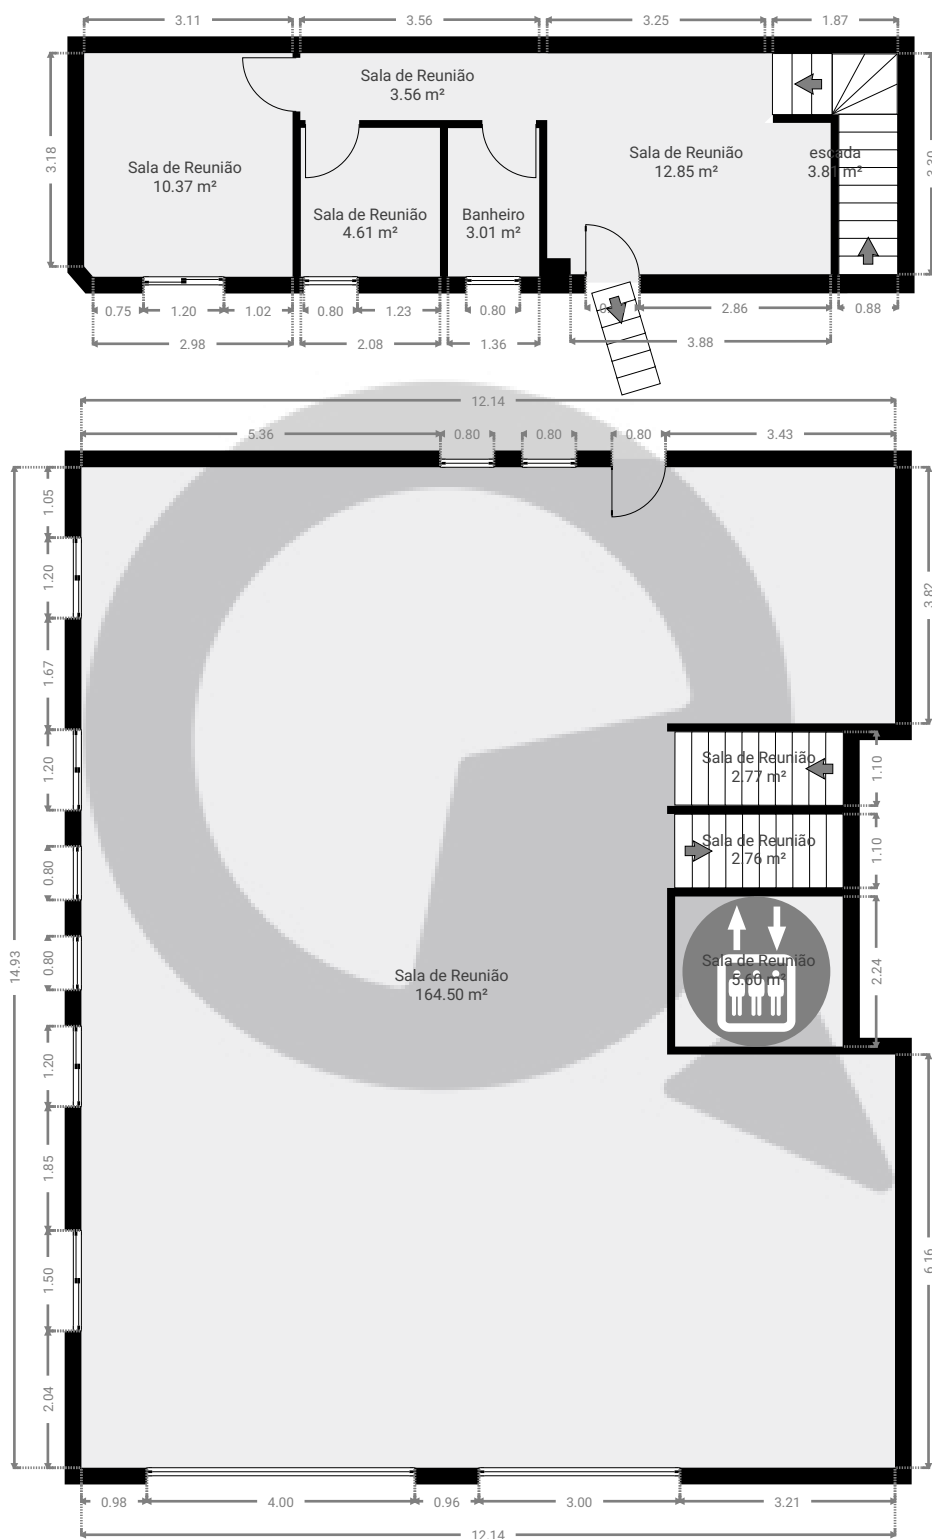 3.11 3.56 3.25 1.87
Sala de Reunião
3.56 m²
3.18
Sala de Reunião
10.37 m²
Sala de Reunião
12.85 m²
escada
3.81 m²
Sala de Reunião
4.61 m²
Banheiro
3.01 m²
0.75 1.20 1.02 0.80 1.23 0.80 2.86 0.88
2.98 2.08 1.36 3.88
12.14
5.36 0.80 0.80 0.80 3.43
1.05
1.20
3.82
1.67
Sala de Reunião
2.77 m²
1.20
1.10
Sala de Reunião
2.76 m²
0.80
1.10
14.93
0.80
Sala de Reunião
5.60 m²
2.24
Sala de Reunião
164.50 m²
1.20
1.85
6.16
1.50
2.04
0.98 4.00 0.96 3.00 3.21
12.14